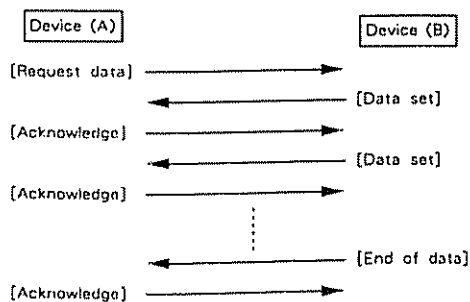 Device (A)
Device (B)
[Request data]
[Data set]
[Acknowledge]
[Data set]
[Acknowledge]
[End of data]
[Acknowledge]